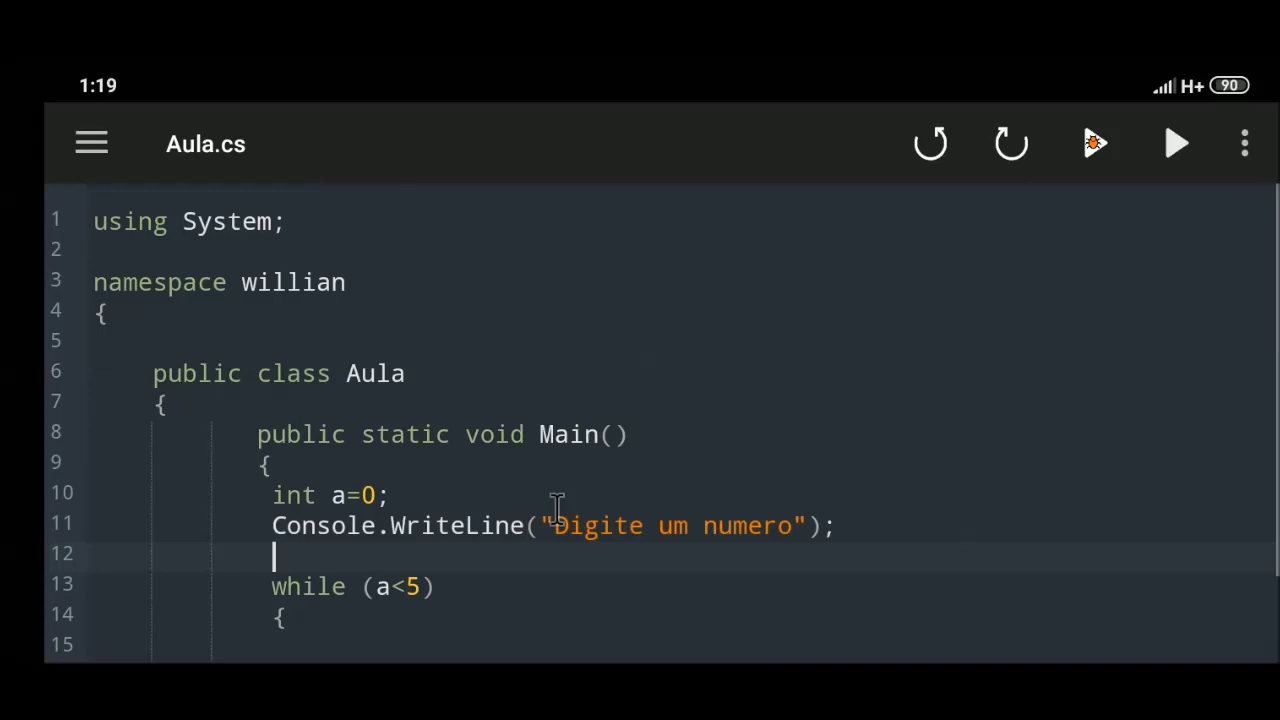 1:19 H+ 90
Aula.cs
1 using System;
2
3 namespace willian
4 {
5
6 public class Aula
7 {
8 public static void Main()
9 {
10 int a=0;
11 Console.WriteLine("Digite um numero");
12
13 while (a<5)
14 {
15